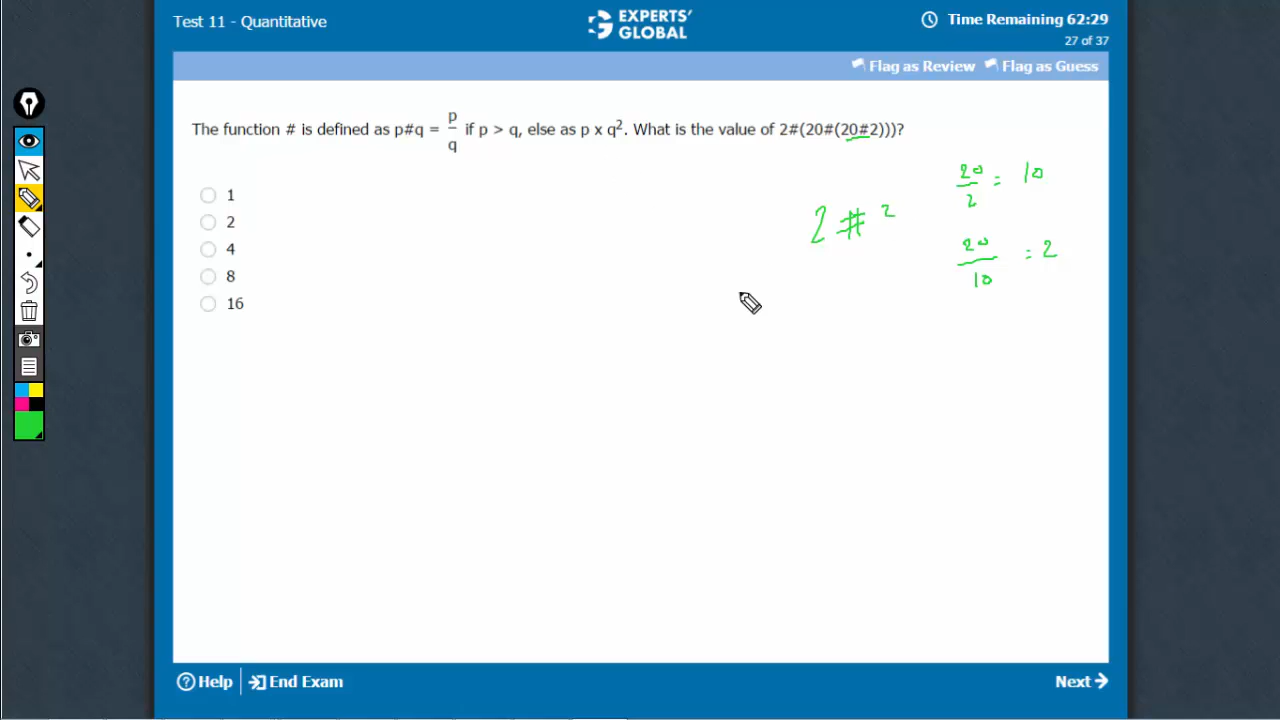 Test 11 - Quantitative
EXPERTS'
GLOBAL
Time Remaining 62:29
27 of 37
Flag as Review
Flag as Guess
The function # is defined as p#q = p/q if p > q, else as p x q². What is the value of 2#(20#(20#2)))?
1
2
4
8
16
2 # 2
20/2 = 10
20/10 = 2
Help
End Exam
Next